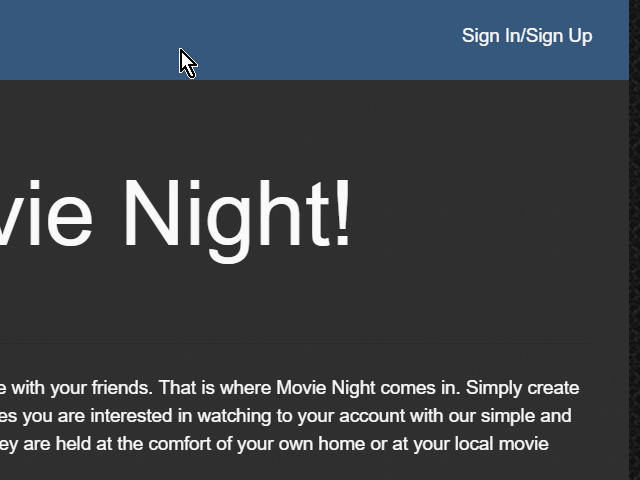 Sign In/Sign Up
vie Night!
e with your friends. That is where Movie Night comes in. Simply create
es you are interested in watching to your account with our simple and
ey are held at the comfort of your own home or at your local movie